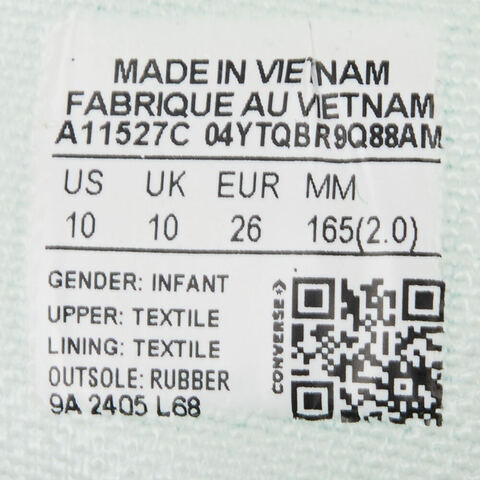 MADE IN VIETNAM
FABRIQUE AU VIETNAM
A11527C 04YTQBR9Q88AM
US UK EUR MM
10 10 26 165(2.0)
GENDER: INFANT
UPPER: TEXTILE
LINING: TEXTILE
OUTSOLE: RUBBER
9A 2405 L68
CONVERSE